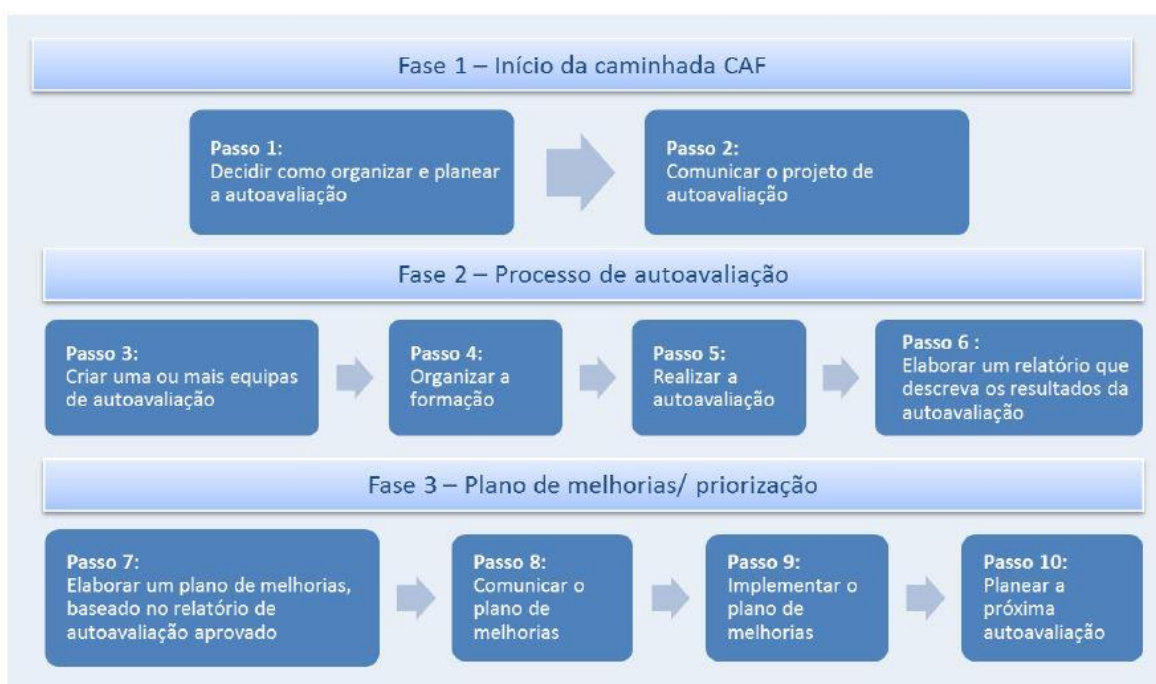 Fase 1 – Início da caminhada CAF
Passo 1:
Decidir como organizar e planear
a autoavaliação
Passo 2:
Comunicar o projeto de
autoavaliação
Fase 2 – Processo de autoavaliação
Passo 3:
Criar uma ou mais equipas
de autoavaliação
Passo 4:
Organizar a
formação
Passo 5:
Realizar a
autoavaliação
Passo 6 :
Elaborar um relatório que
descreva os resultados da
autoavaliação
Fase 3 – Plano de melhorias/ priorização
Passo 7:
Elaborar um plano de melhorias,
baseado no relatório de
autoavaliação aprovado
Passo 8:
Comunicar o
plano de
melhorias
Passo 9:
Implementar o
plano de
melhorias
Passo 10:
Planear a
próxima
autoavaliação